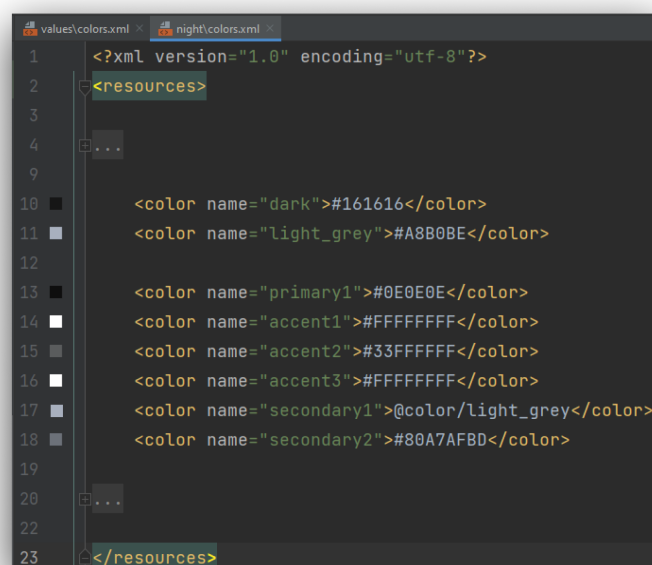 values\colors.xml × night\colors.xml ×
1 <?xml version="1.0" encoding="utf-8"?>
2 <resources>
3
4 ...
9
10 <color name="dark">#161616</color>
11 <color name="light_grey">#A8B0BE</color>
12
13 <color name="primary1">#0E0E0E</color>
14 <color name="accent1">#FFFFFFFF</color>
15 <color name="accent2">#33FFFFFF</color>
16 <color name="accent3">#FFFFFFFF</color>
17 <color name="secondary1">@color/light_grey</color>
18 <color name="secondary2">#80A7AFBD</color>
19
20 ...
22
23 </resources>